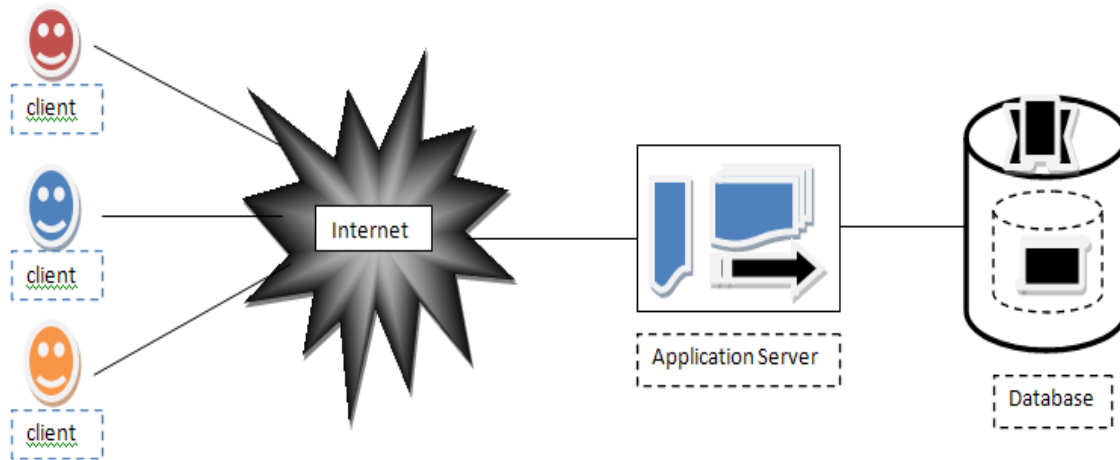 client
client
client
Internet
Application Server
Database